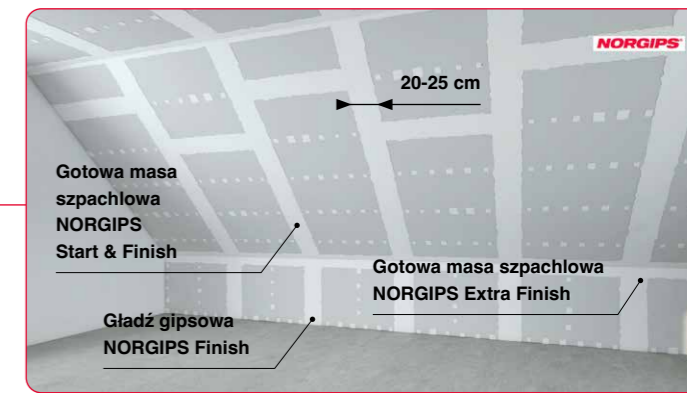 NORGIPS
20-25 cm
Gotowa masa
szpachlowa
NORGIPS
Start & Finish
Gotowa masa szpachlowa
NORGIPS Extra Finish
Gładź gipsowa
NORGIPS Finish